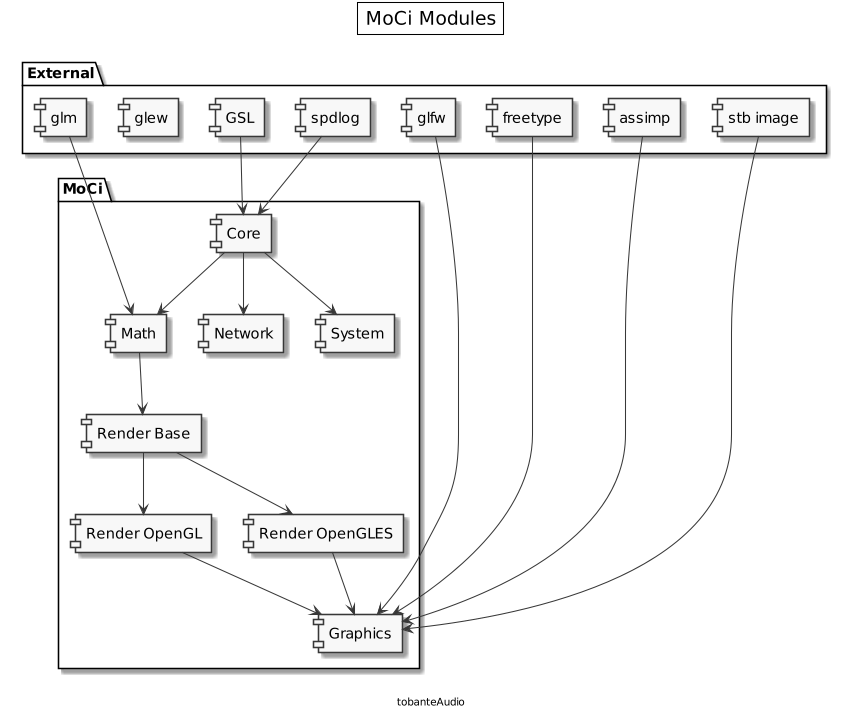 MoCi Modules
External
glm
glew
GSL
spdlog
glfw
freetype
assimp
stb image
MoCi
Core
Math
Network
System
Render Base
Render OpenGL
Render OpenGLES
Graphics
tobanteAudio